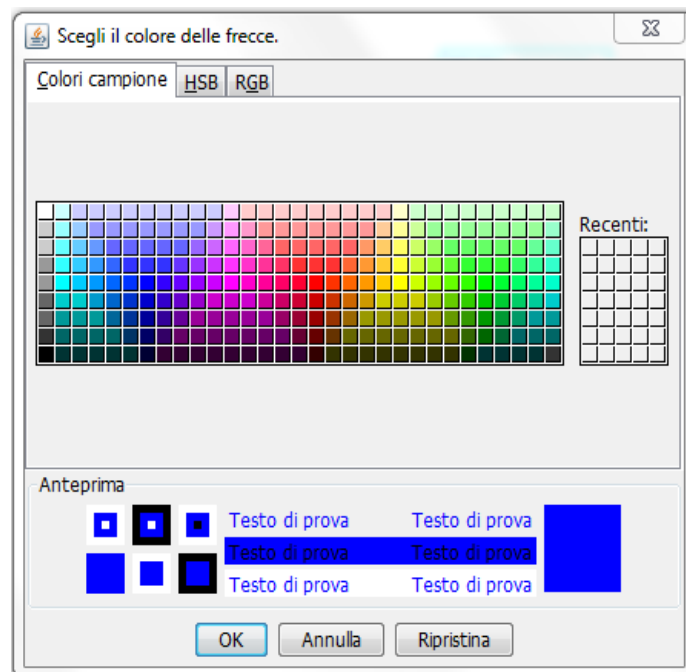 Scegli il colore delle frecce.
Colori campione HSB RGB
Recenti:
Anteprima
Testo di prova Testo di prova
Testo di prova Testo di prova
Testo di prova Testo di prova
OK Annulla Ripristina